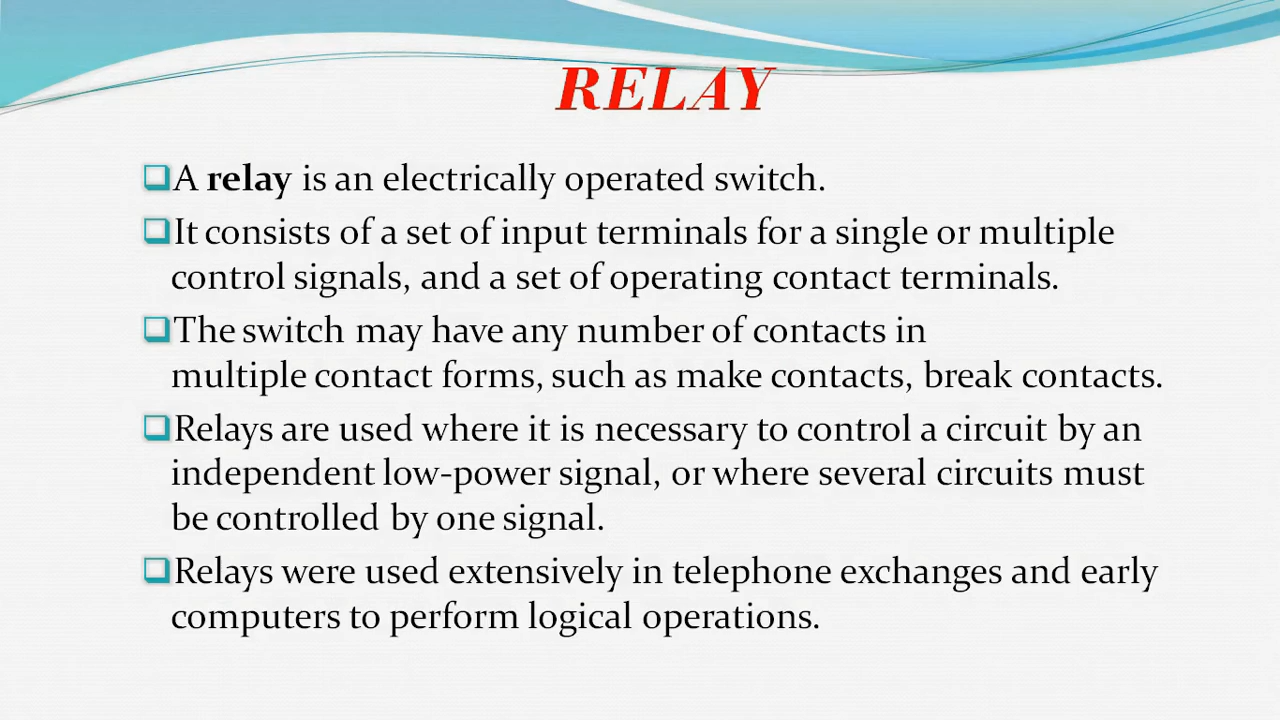 RELAY
❑A relay is an electrically operated switch.
❑It consists of a set of input terminals for a single or multiple
control signals, and a set of operating contact terminals.
❑The switch may have any number of contacts in
multiple contact forms, such as make contacts, break contacts.
❑Relays are used where it is necessary to control a circuit by an
independent low-power signal, or where several circuits must
be controlled by one signal.
❑Relays were used extensively in telephone exchanges and early
computers to perform logical operations.